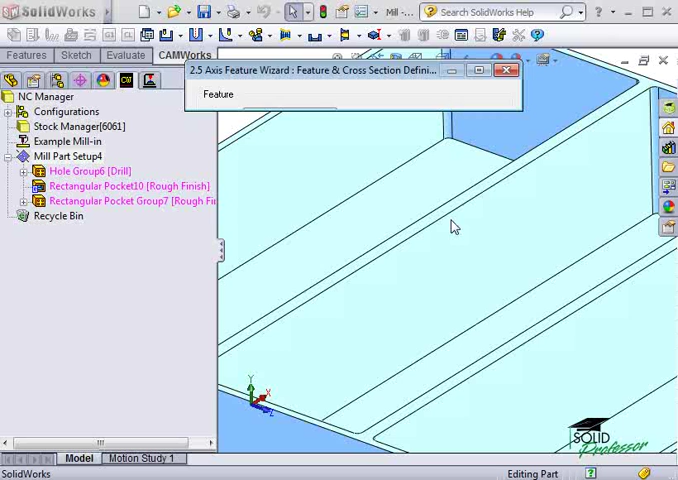 SolidWorks
Mill -...
Search SolidWorks Help
Features
Sketch
Evaluate
CAMWorks
2.5 Axis Feature Wizard : Feature & Cross Section Defini...
Feature
CW
NC Manager
Configurations
Stock Manager[6061]
Example Mill-in
Mill Part Setup4
Hole Group6 [Drill]
Rectangular Pocket10 [Rough Finish]
Rectangular Pocket Group7 [Rough Fi
Recycle Bin
Y
X
Z
SOLID
Professor
Model
Motion Study 1
SolidWorks
Editing Part